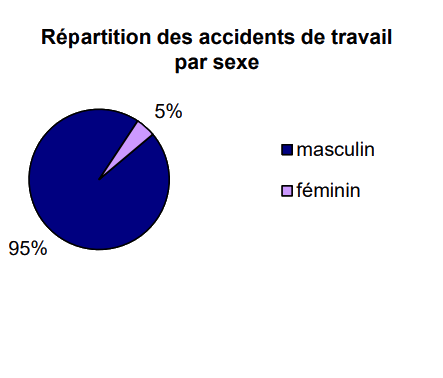 Répartition des accidents de travail
par sexe
5%
masculin
féminin
95%